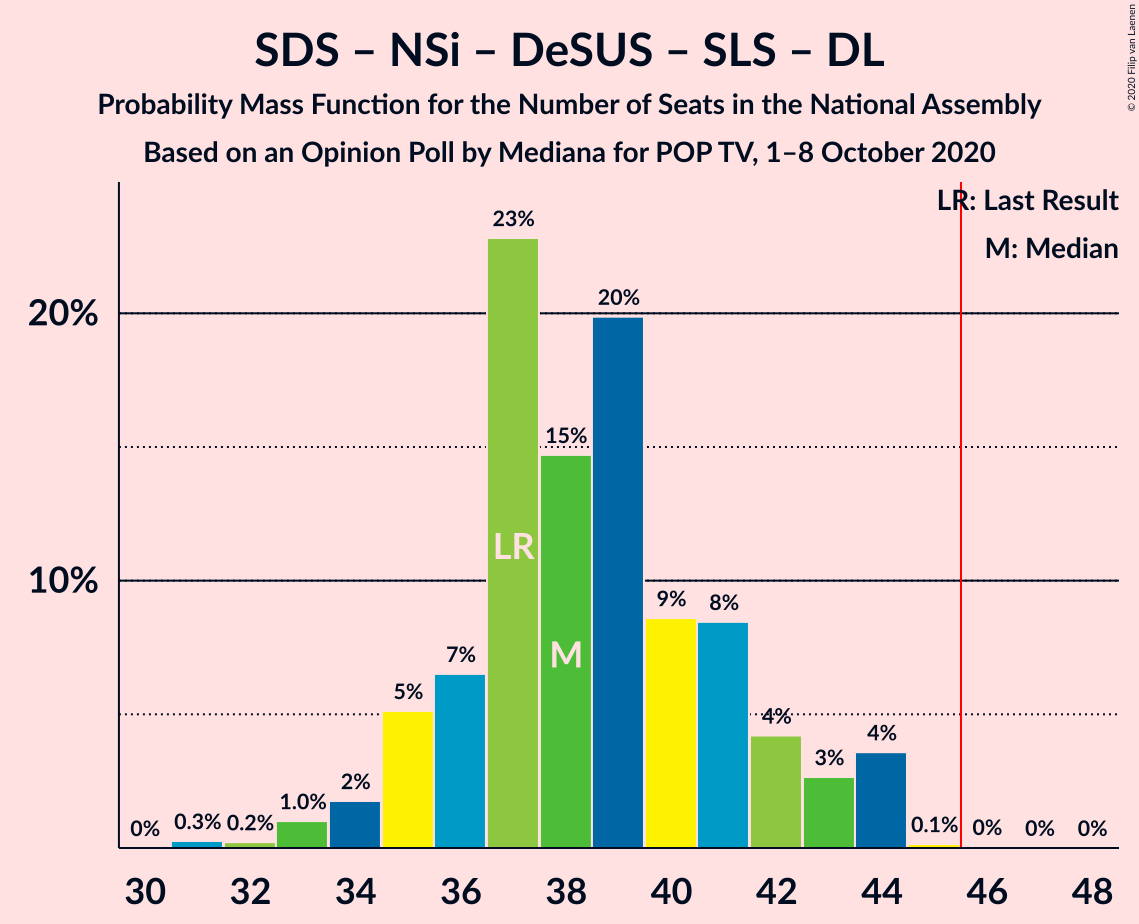 SDS – NSi – DeSUS – SLS – DL
Probability Mass Function for the Number of Seats in the National Assembly
Based on an Opinion Poll by Mediana for POP TV, 1–8 October 2020
© 2020 Filip van Laenen
LR: Last Result
M: Median
23%
20%
20%
15%
LR
10%
9%
8%
M
7%
5%
4%
4%
3%
2%
1.0%
0% 0.3% 0.2% 0.1% 0% 0% 0%
30 32 34 36 38 40 42 44 46 48